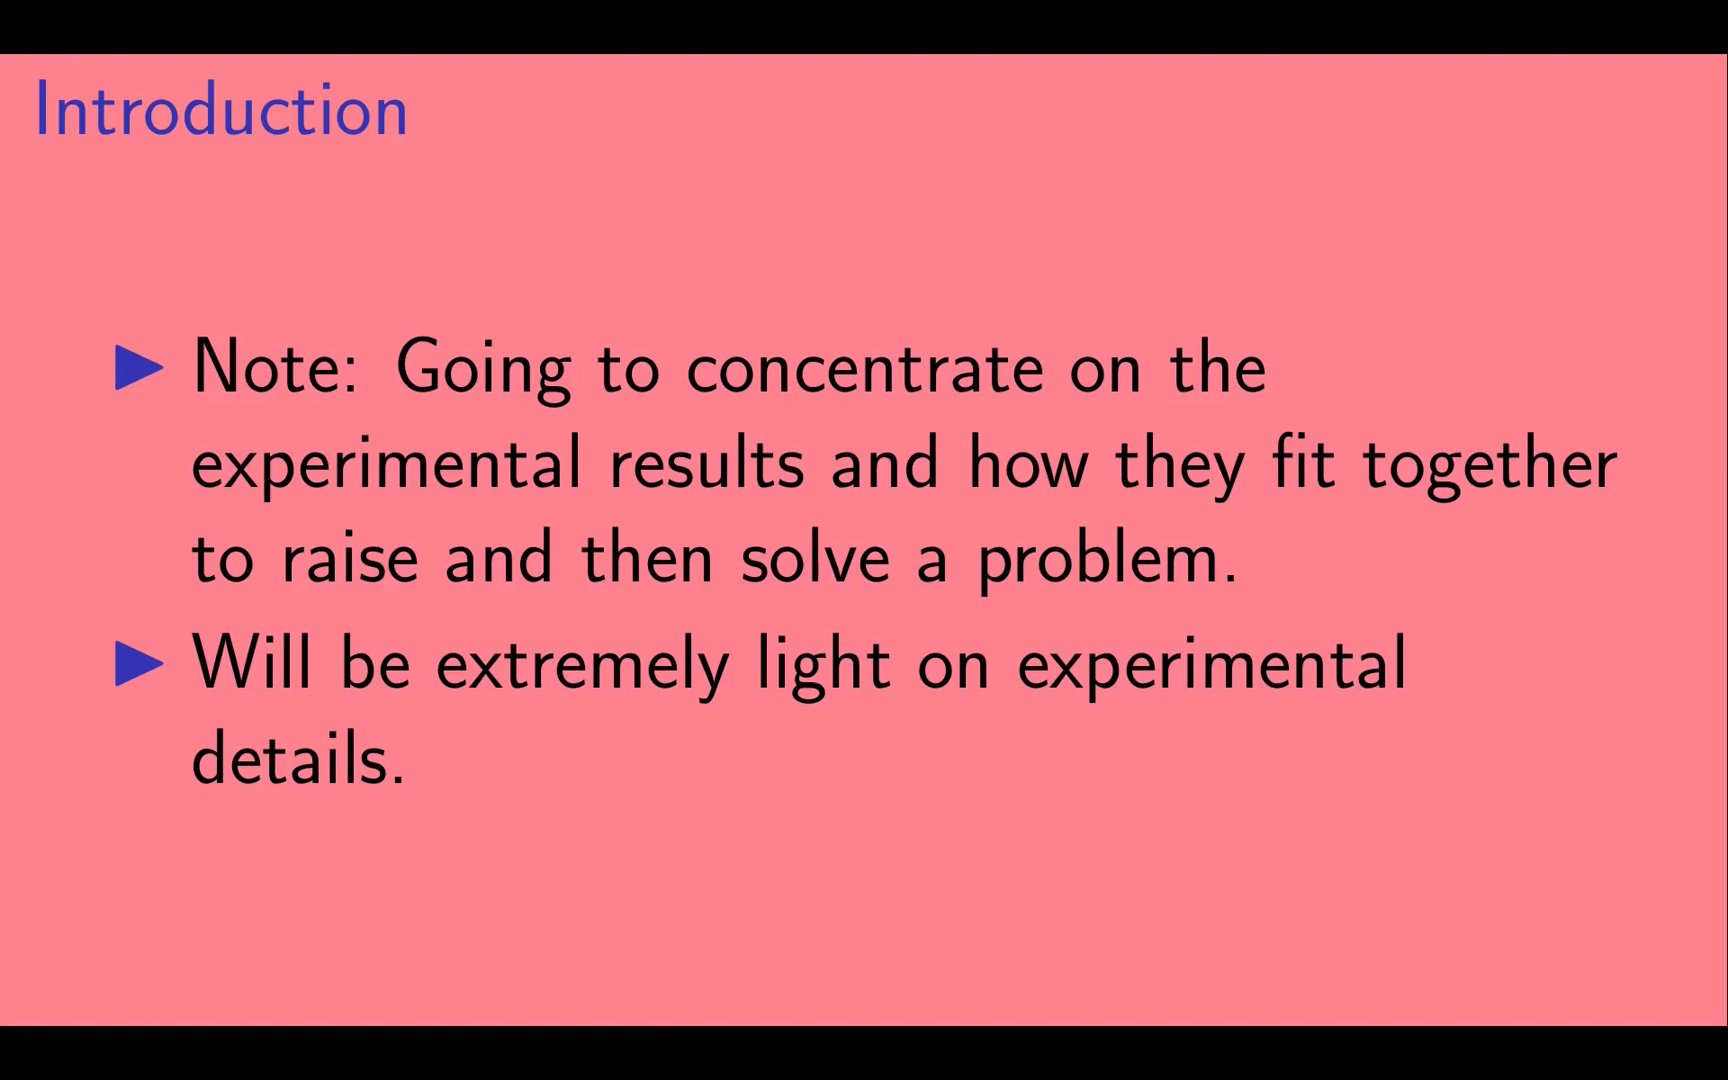 Introduction
Note: Going to concentrate on the
experimental results and how they fit together
to raise and then solve a problem.
Will be extremely light on experimental
details.